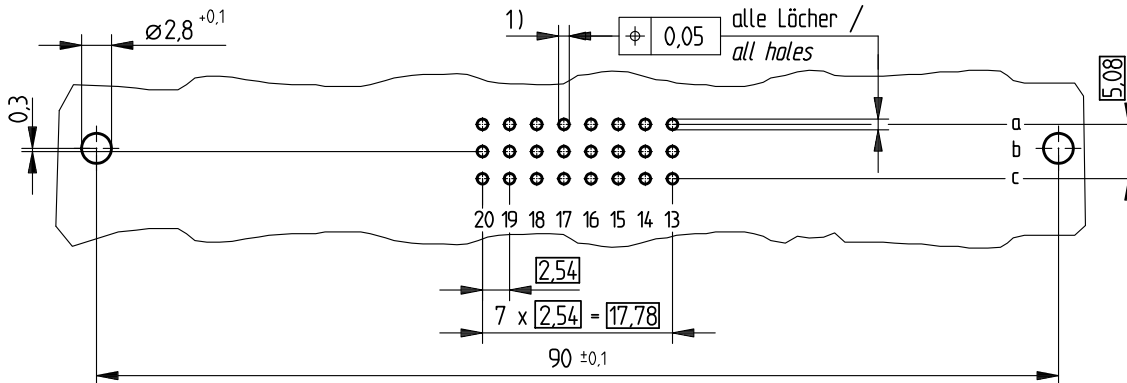 ⌀2,8 +0,1
1)
⌖ 0,05
alle Löcher /
all holes
0,3
5,08
a
b
c
20 19 18 17 16 15 14 13
2,54
7 x 2,54 = 17,78
90 ±0,1